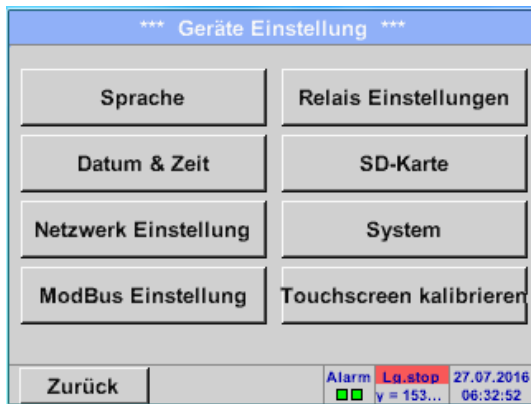 *** Geräte Einstellung ***
Sprache
Relais Einstellungen
Datum & Zeit
SD-Karte
Netzwerk Einstellung
System
ModBus Einstellung
Touchscreen kalibrieren
Zurück
Alarm
Lg.stop
27.07.2016
y = 153...
06:32:52